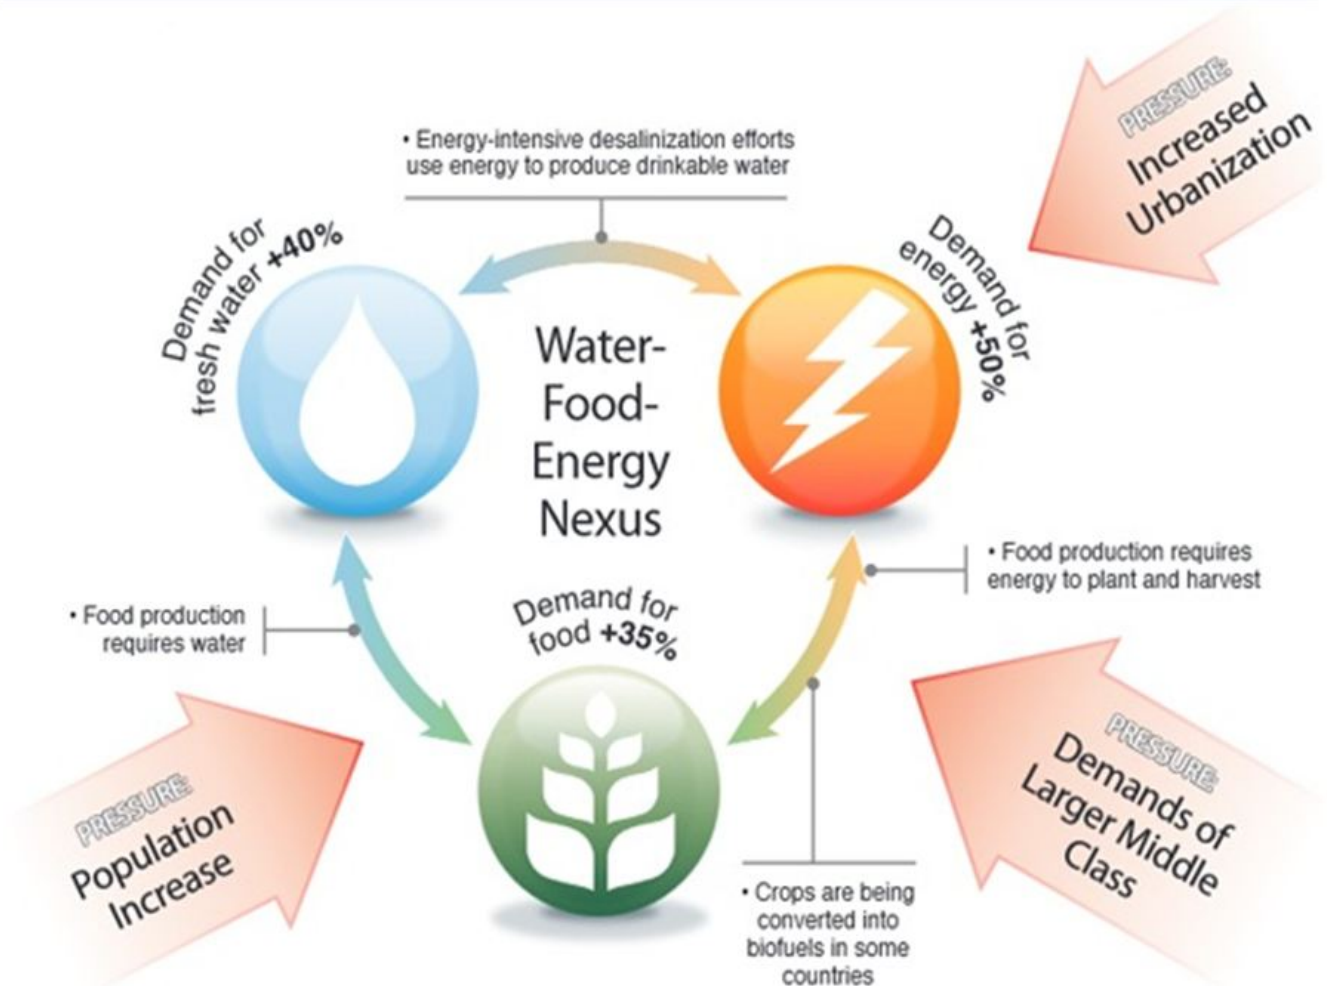 PRESSURE:
Increased
Urbanization
• Energy-intensive desalinization efforts
use energy to produce drinkable water
Demand for
fresh water +40%
Demand for
energy +50%
Water-
Food-
Energy
Nexus
• Food production requires
energy to plant and harvest
• Food production
requires water
Demand for
food +35%
PRESSURE:
Population
Increase
PRESSURE:
Demands of
Larger Middle
Class
• Crops are being
converted into
biofuels in some
countries